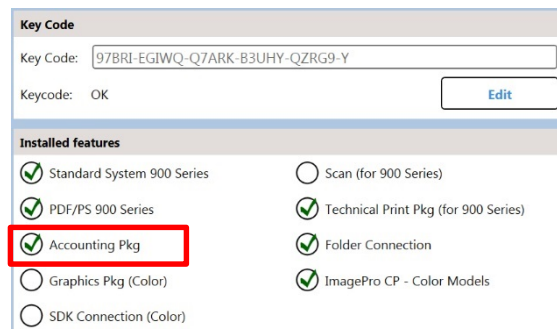 Key Code
Key Code: 97BRI-EGIWQ-Q7ARK-B3UHY-QZRG9-Y
Keycode: OK
Edit
Installed features
Standard System 900 Series
Scan (for 900 Series)
PDF/PS 900 Series
Technical Print Pkg (for 900 Series)
Accounting Pkg
Folder Connection
Graphics Pkg (Color)
ImagePro CP - Color Models
SDK Connection (Color)